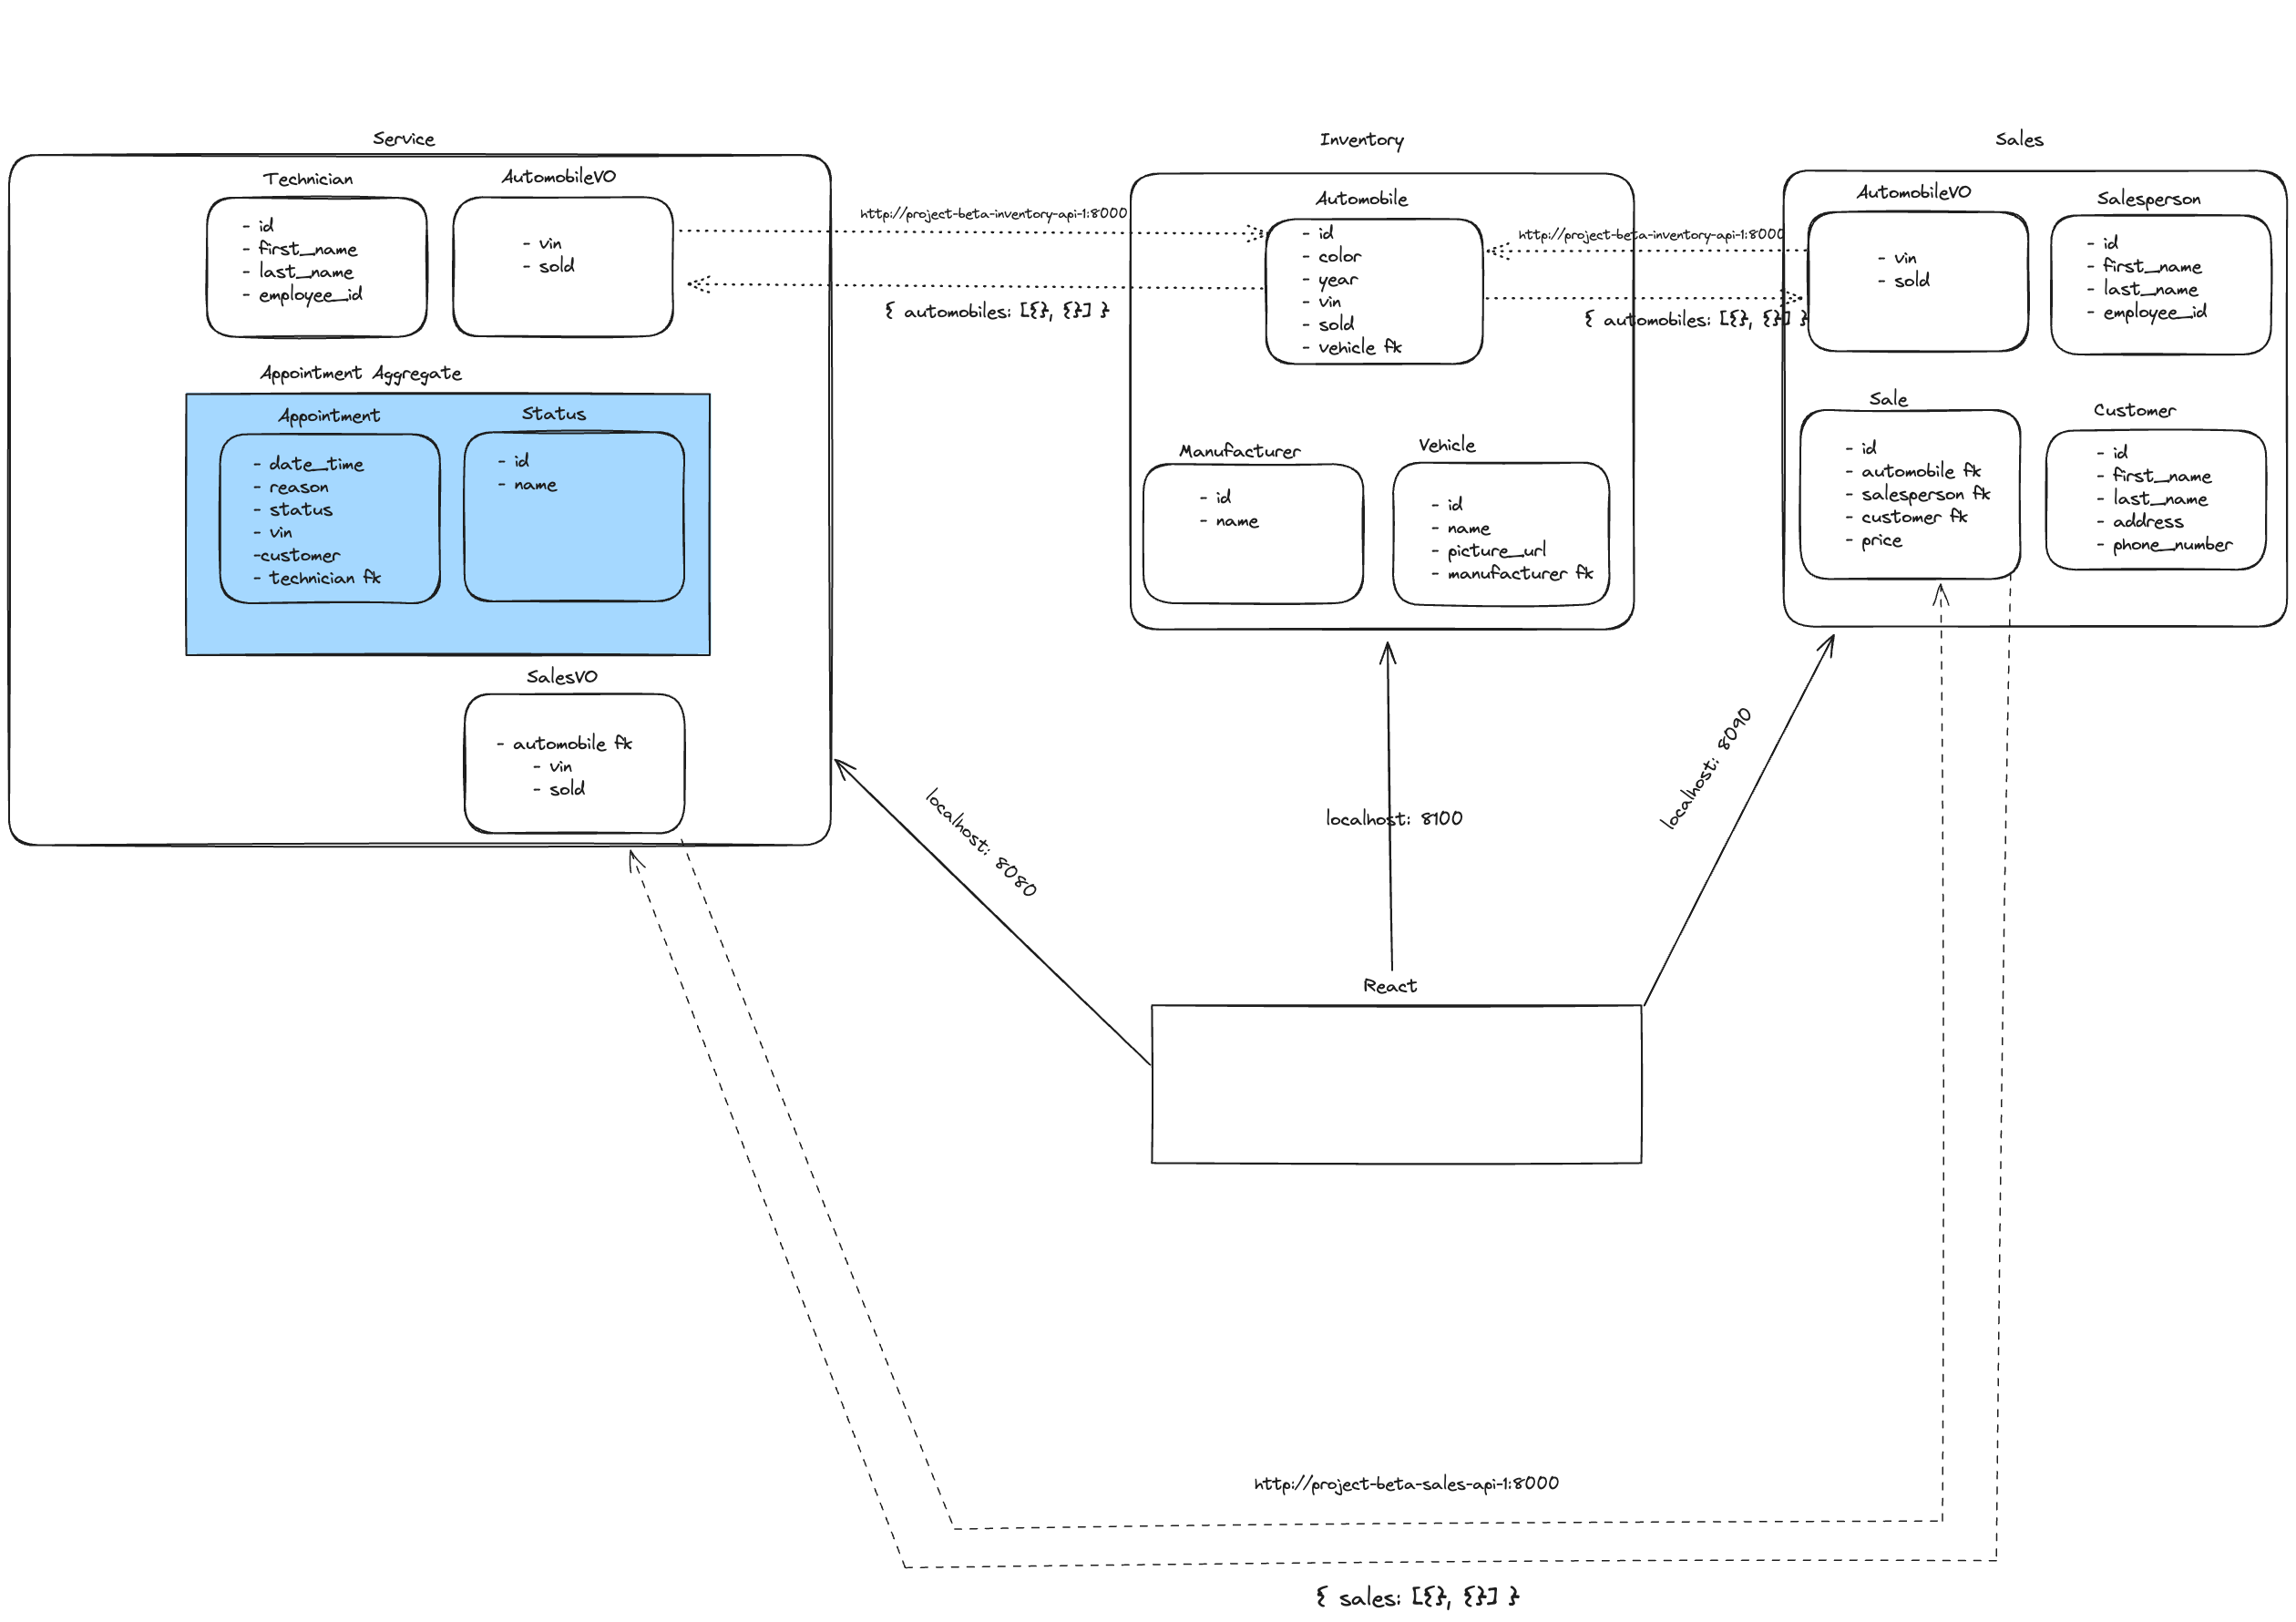 Service
Technician
- id
- first_name
- last_name
- employee_id
AutomobileVO
- vin
- sold
Appointment Aggregate
Appointment
- date_time
- reason
- status
- vin
-customer
- technician fk
Status
- id
- name
SalesVO
- automobile fk
- vin
- sold
http://project-beta-inventory-api-1:8000
{ automobiles: [{}, {}] }
Inventory
Automobile
- id
- color
- year
- vin
- sold
- vehicle fk
Manufacturer
- id
- name
Vehicle
- id
- name
- picture_url
- manufacturer fk
http://project-beta-inventory-api-1:8000
{ automobiles: [{}, {}] }
Sales
AutomobileVO
- vin
- sold
Salesperson
- id
- first_name
- last_name
- employee_id
Sale
- id
- automobile fk
- salesperson fk
- customer fk
- price
Customer
- id
- first_name
- last_name
- address
- phone_number
localhost: 8080
localhost: 8100
localhost: 8090
React
http://project-beta-sales-api-1:8000
{ sales: [{}, {}] }